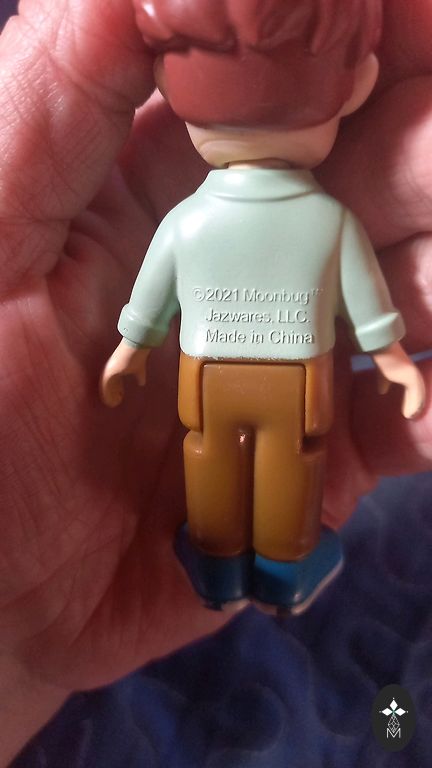 ©2021 Moonbug™
Jazwares, LLC.
Made in China
M